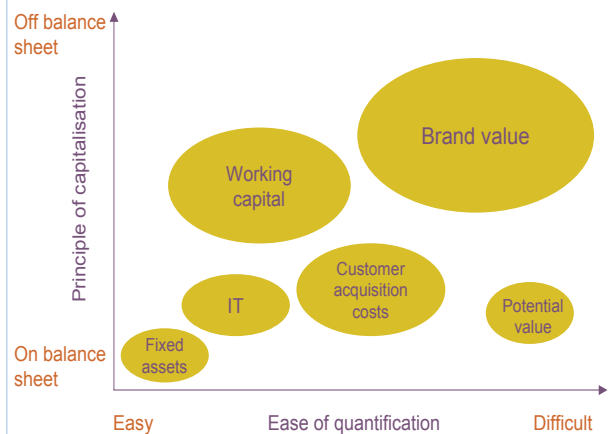 Off balance
sheet
Principle of capitalisation
Brand value
Working
capital
Customer
acquisition
costs
IT
Potential
value
Fixed
assets
On balance
sheet
Easy
Ease of quantification
Difficult